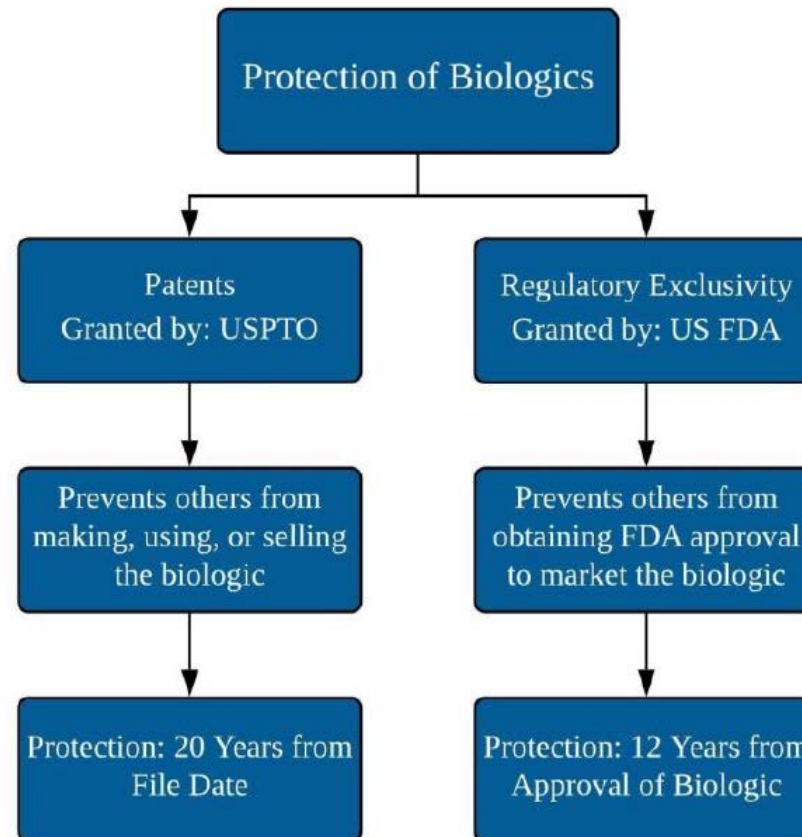 Protection of Biologics
Patents
Granted by: USPTO
Regulatory Exclusivity
Granted by: US FDA
Prevents others from
making, using, or selling
the biologic
Prevents others from
obtaining FDA approval
to market the biologic
Protection: 20 Years from
File Date
Protection: 12 Years from
Approval of Biologic